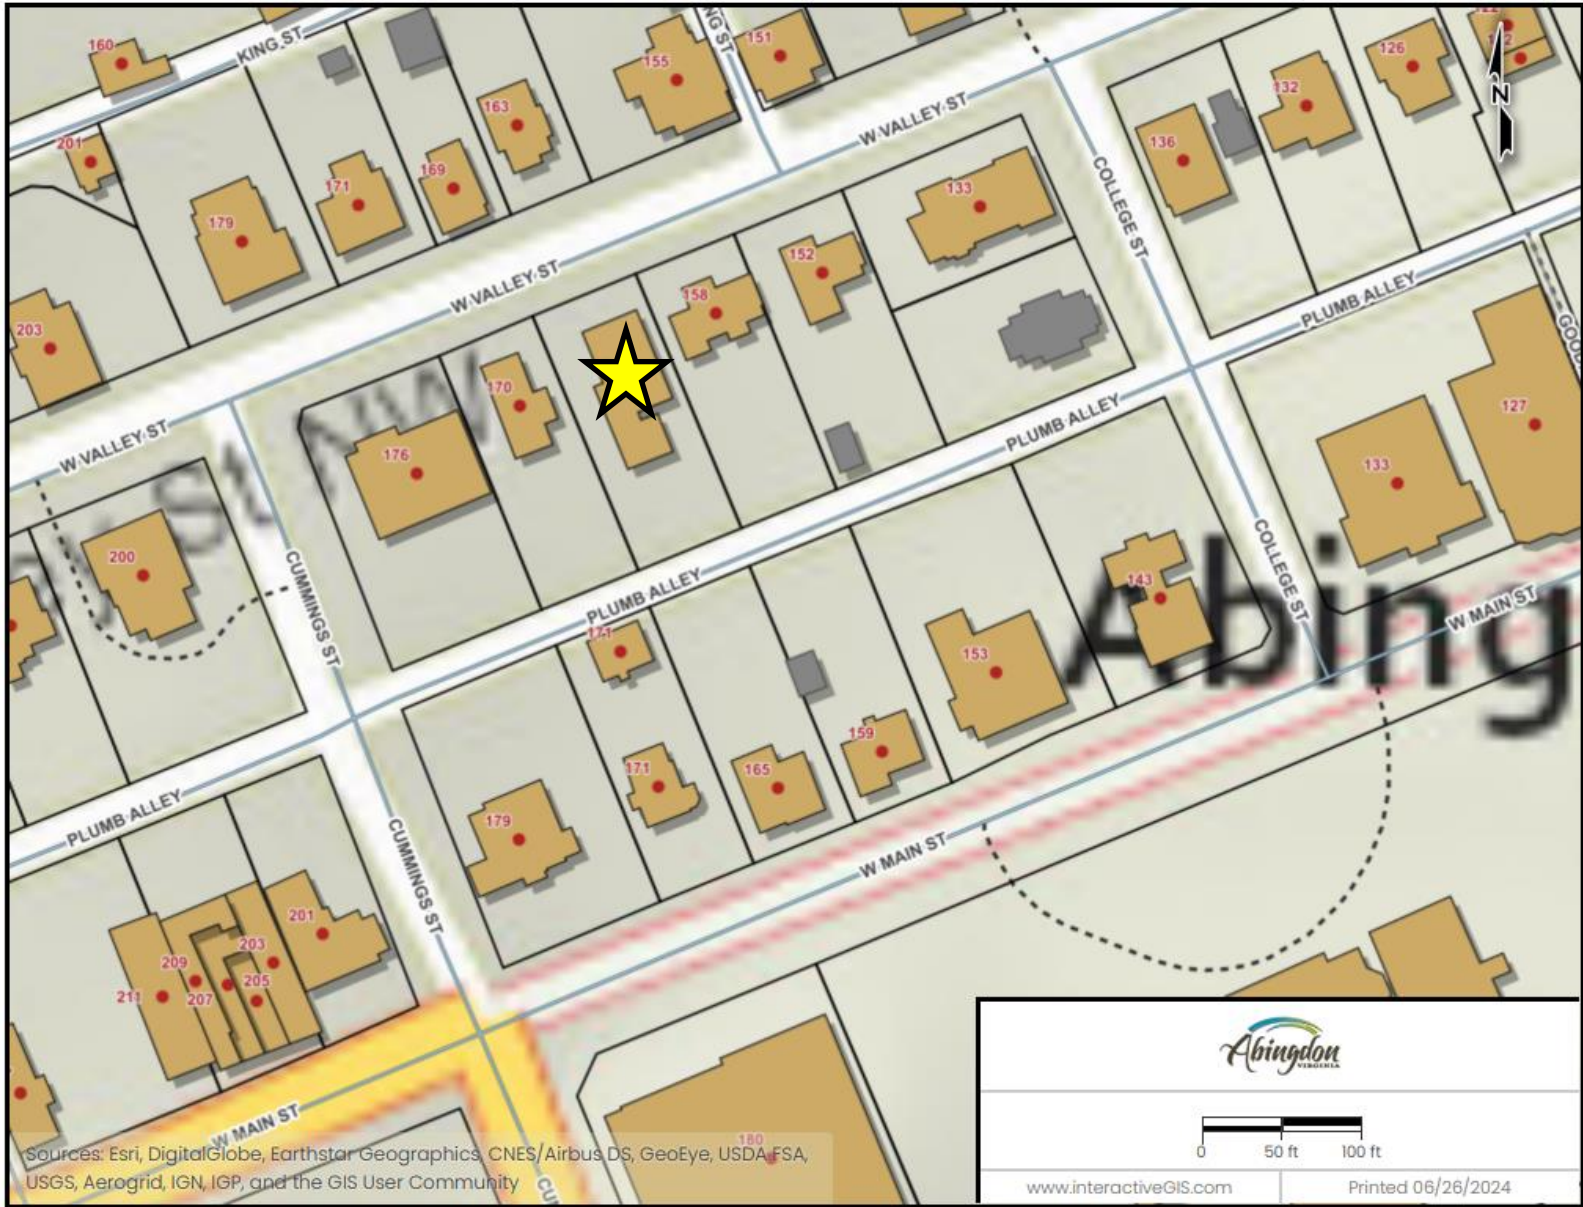 160
KING ST
NG ST
151
155
163
126
132
N
136
201
171
169
179
W VALLEY ST
COLLEGE ST
133
152
158
W VALLEY ST
PLUMB ALLEY
203
170
176
W VALLEY ST
PLUMB ALLEY
127
133
200
CUMMINGS ST
St NW
PLUMB ALLEY
COLLEGE ST
Abing
W MAIN ST
143
171
153
159
171
165
179
PLUMB ALLEY
CUMMINGS ST
W MAIN ST
201
203
209
205
211
207
W MAIN ST
180
Abingdon
VIRGINIA
0 50 ft 100 ft
www.interactiveGIS.com
Printed 06/26/2024
Sources: Esri, DigitalGlobe, Earthstar Geographics, CNES/Airbus DS, GeoEye, USDA FSA,
USGS, Aerogrid, IGN, IGP, and the GIS User Community